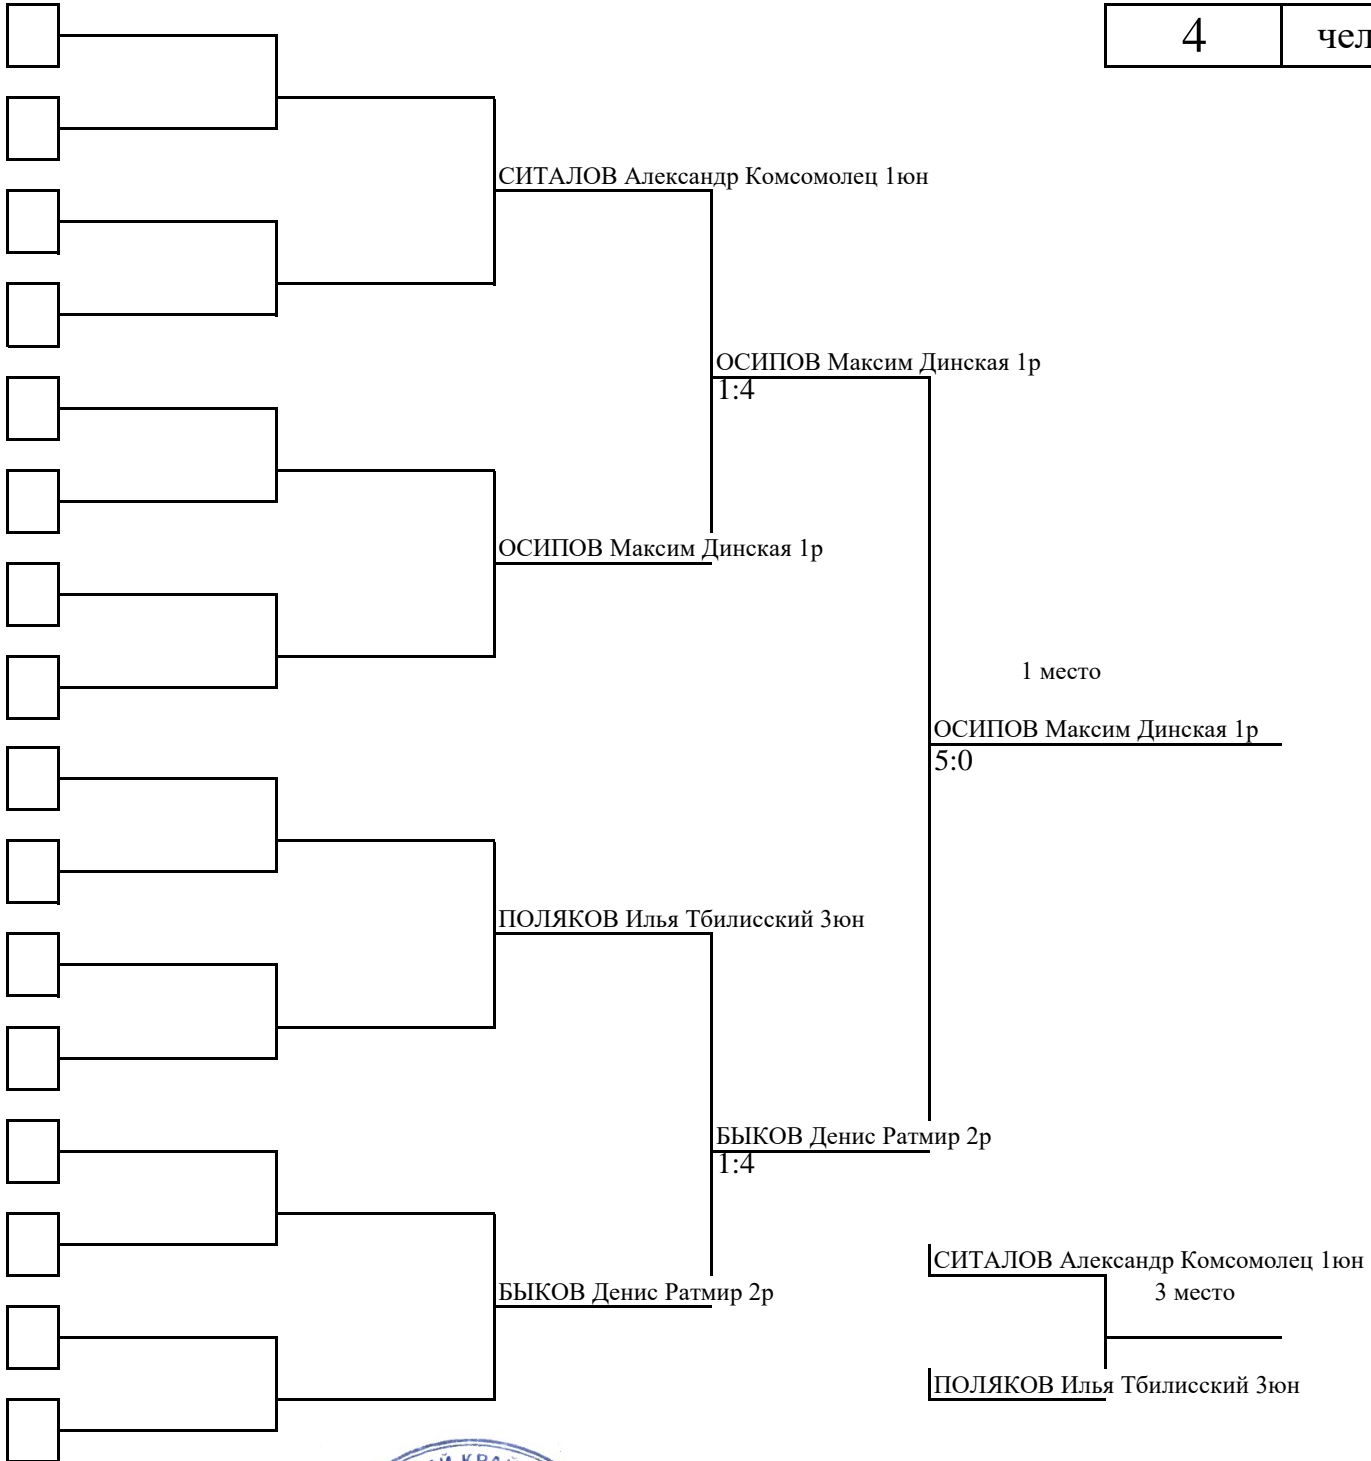 4 чел
СИТАЛОВ Александр Комсомолец 1юн
ОСИПОВ Максим Динская 1р
1:4
ОСИПОВ Максим Динская 1р
1 место
ОСИПОВ Максим Динская 1р
5:0
ПОЛЯКОВ Илья Тбилисский 3юн
БЫКОВ Денис Ратмир 2р
1:4
СИТАЛОВ Александр Комсомолец 1юн
БЫКОВ Денис Ратмир 2р
3 место
ПОЛЯКОВ Илья Тбилисский 3юн